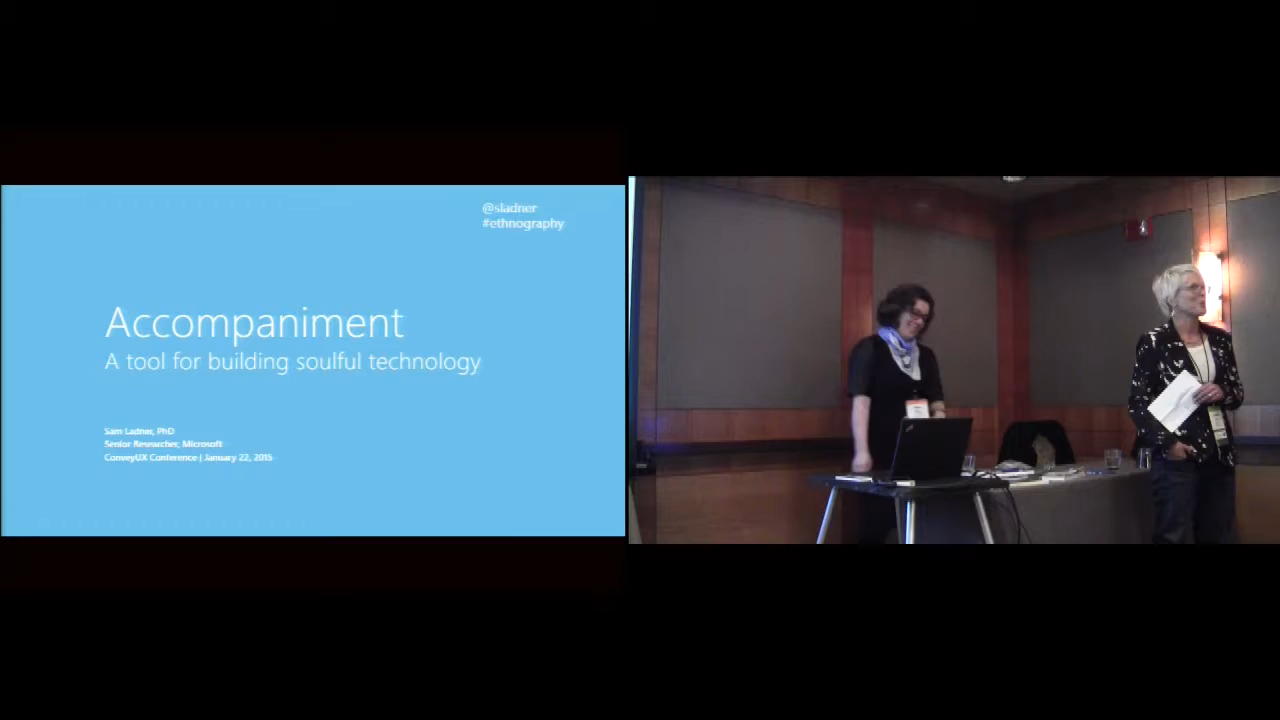 @sladner
#ethnography
Accompaniment
A tool for building soulful technology
Sam Ladner, PhD
Senior Researcher, Microsoft
ConveyUX Conference | January 22, 2015